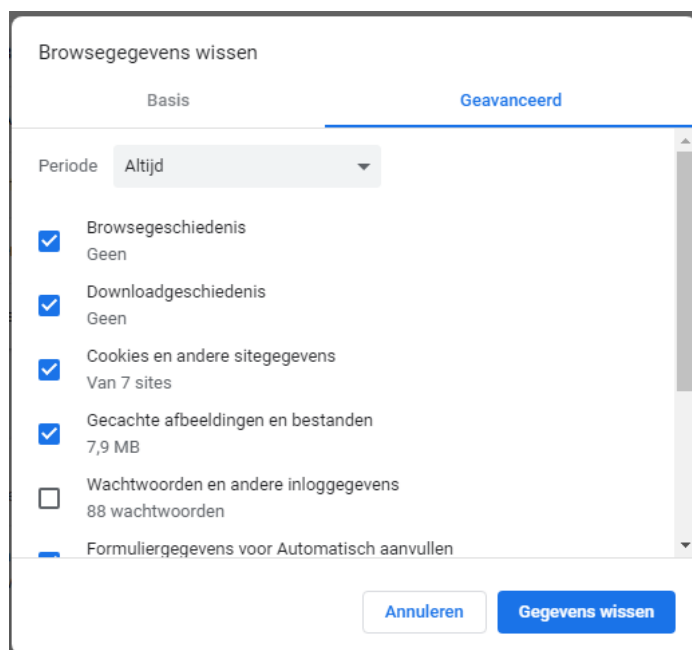 Browsegegevens wissen
Basis Geavanceerd
Periode Altijd
Browsegeschiedenis
Geen
Downloadgeschiedenis
Geen
Cookies en andere sitegegevens
Van 7 sites
Gecachte afbeeldingen en bestanden
7,9 MB
Wachtwoorden en andere inloggegevens
88 wachtwoorden
Formuliergegevens voor Automatisch aanvullen
Annuleren Gegevens wissen